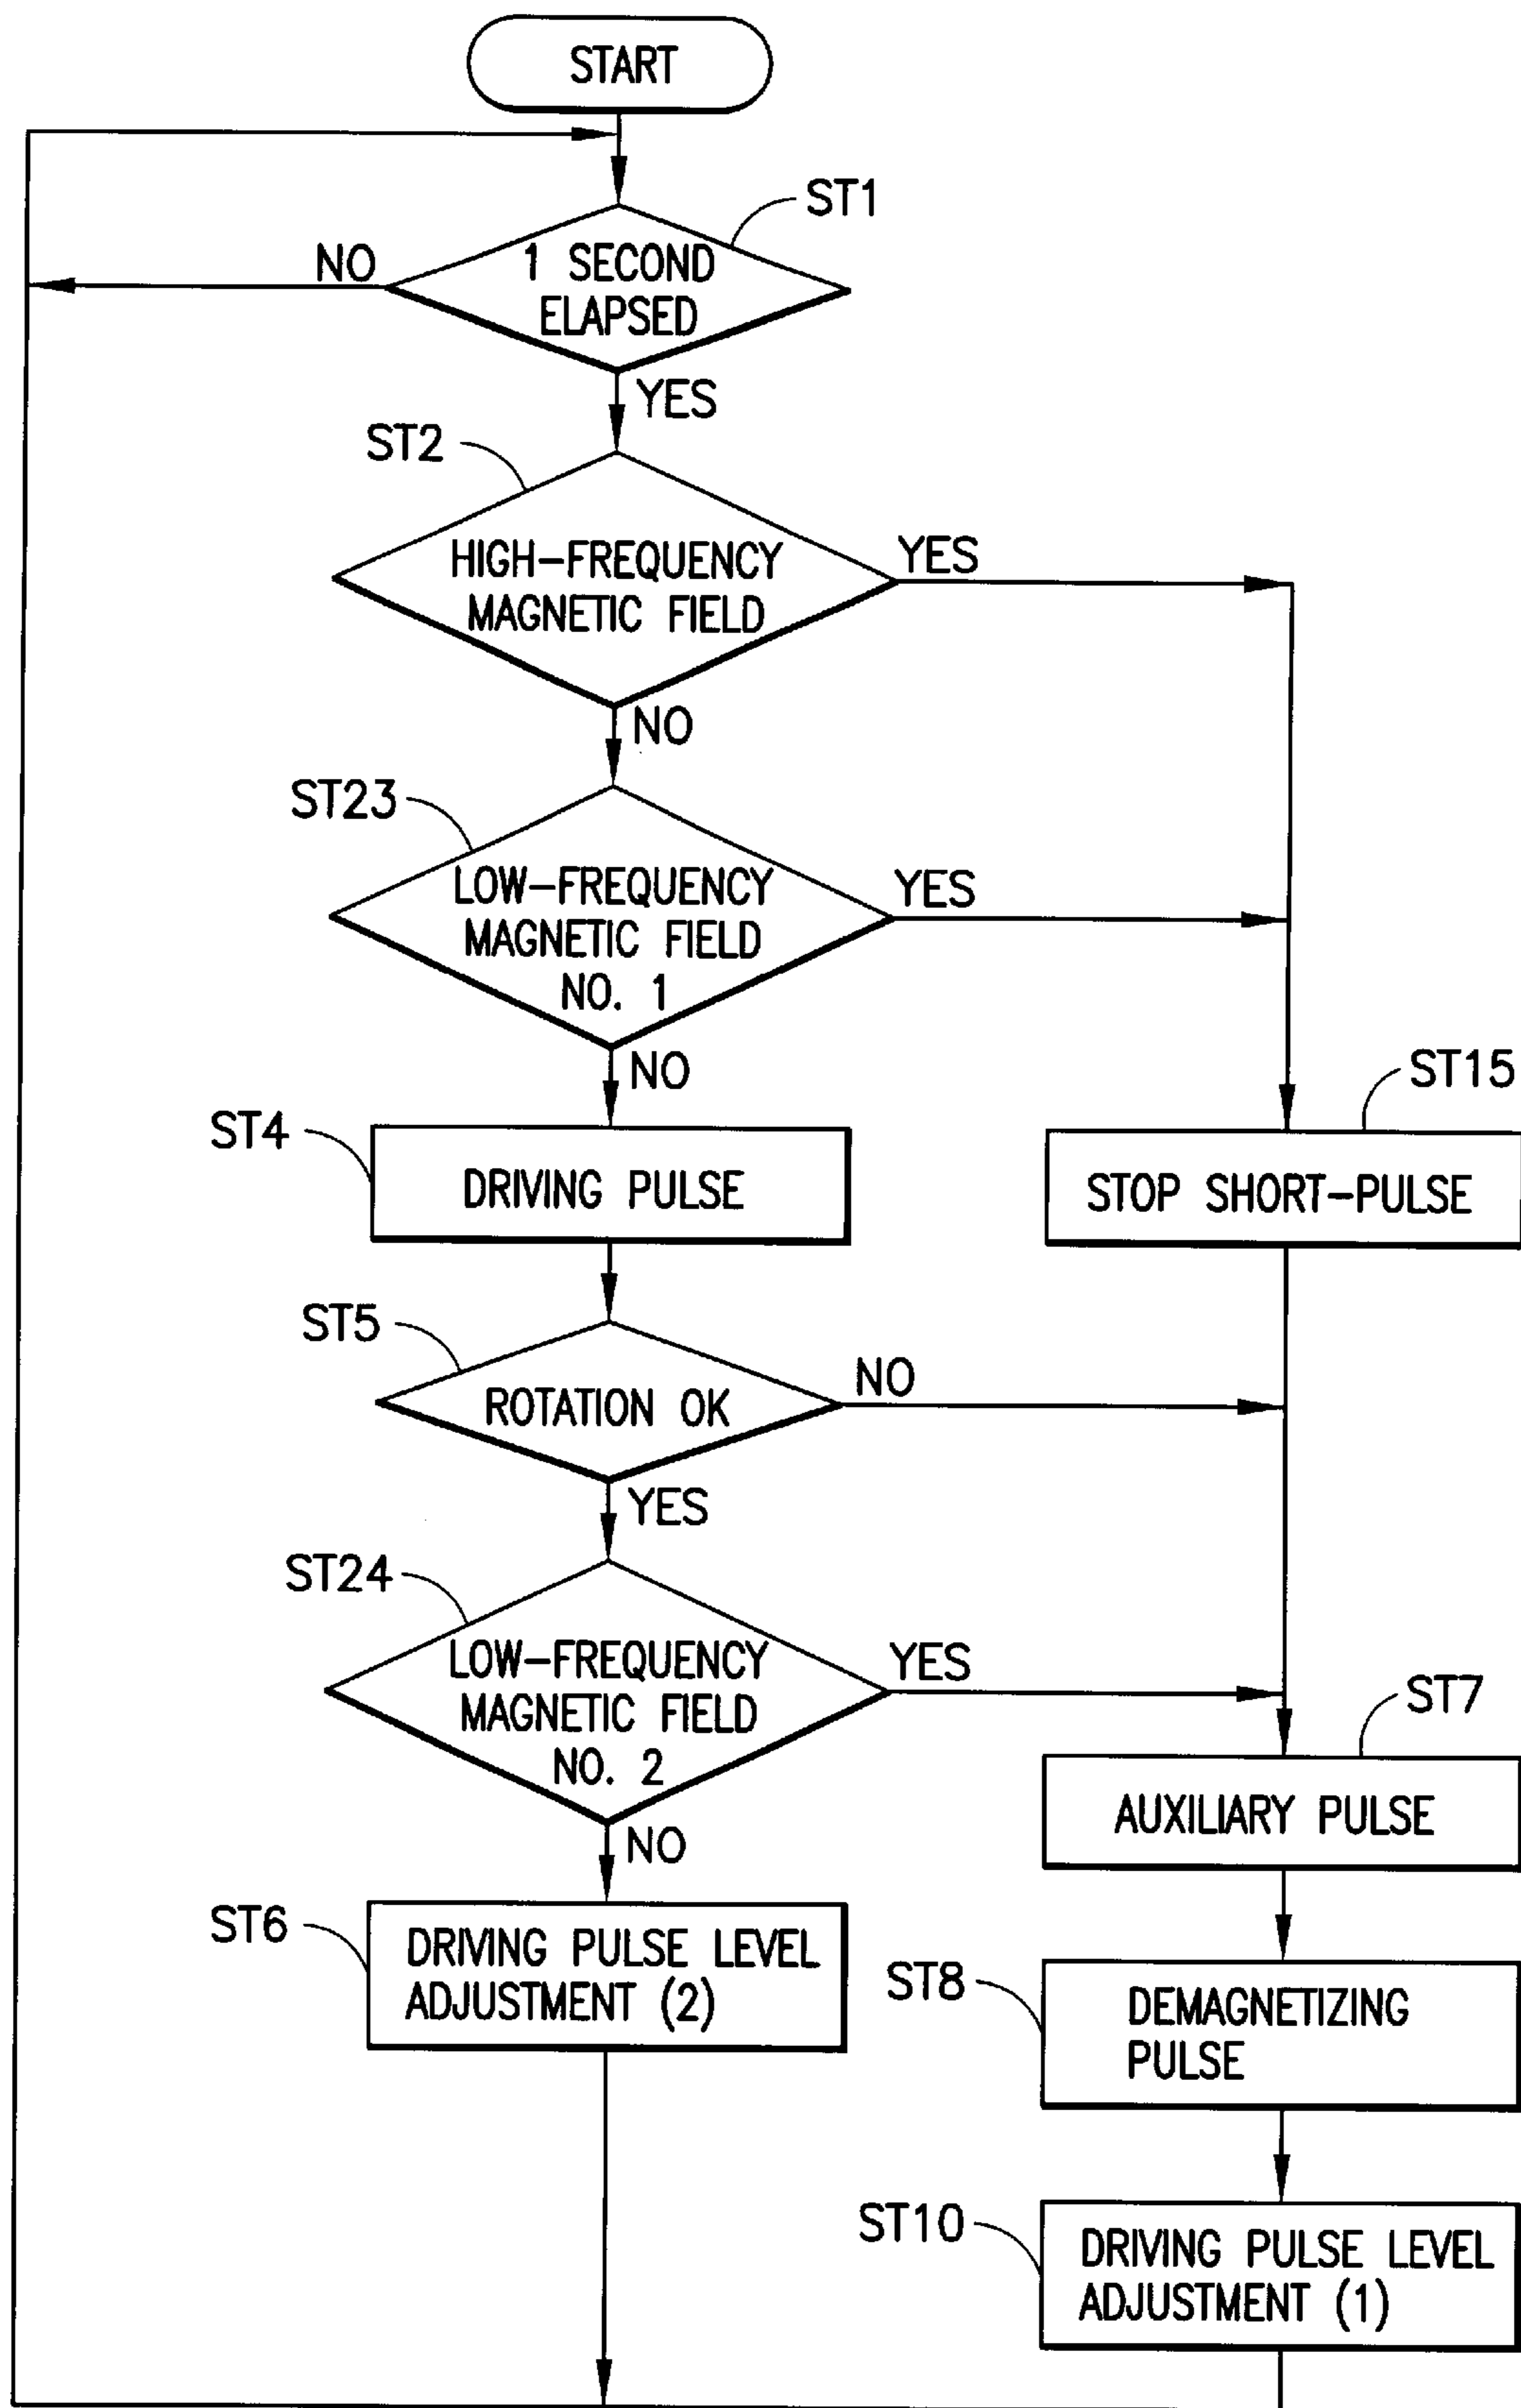 START
ST1
1 SECOND
ELAPSED
NO
YES
ST2
HIGH-FREQUENCY
MAGNETIC FIELD
YES
NO
ST23
LOW-FREQUENCY
MAGNETIC FIELD
NO. 1
YES
NO
ST4
DRIVING PULSE
ST15
STOP SHORT-PULSE
ST5
ROTATION OK
NO
YES
ST24
LOW-FREQUENCY
MAGNETIC FIELD
NO. 2
YES
NO
ST7
AUXILIARY PULSE
ST6
DRIVING PULSE LEVEL
ADJUSTMENT (2)
ST8
DEMAGNETIZING
PULSE
ST10
DRIVING PULSE LEVEL
ADJUSTMENT (1)